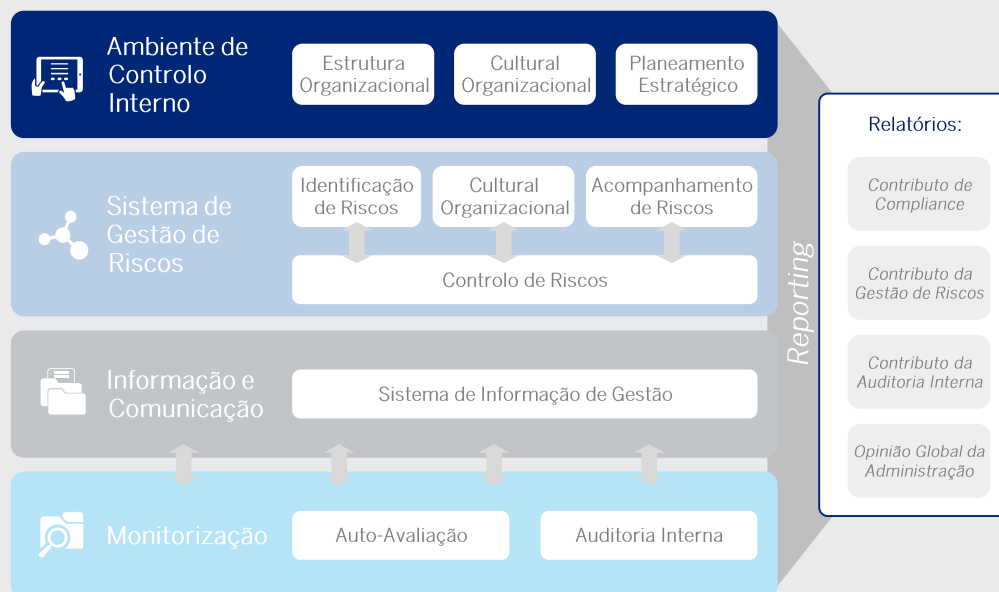 Ambiente de
Controlo
Interno
Estrutura
Organizacional
Cultural
Organizacional
Planeamento
Estratégico
Sistema de
Gestão de
Riscos
Identificação
de Riscos
Cultural
Organizacional
Acompanhamento
de Riscos
Controlo de Riscos
Informação e
Comunicação
Sistema de Informação de Gestão
Monitorização
Auto-Avaliação
Auditoria Interna
Reporting
Relatórios:
Contributo de
Compliance
Contributo da
Gestão de Riscos
Contributo da
Auditoria Interna
Opinião Global da
Administração